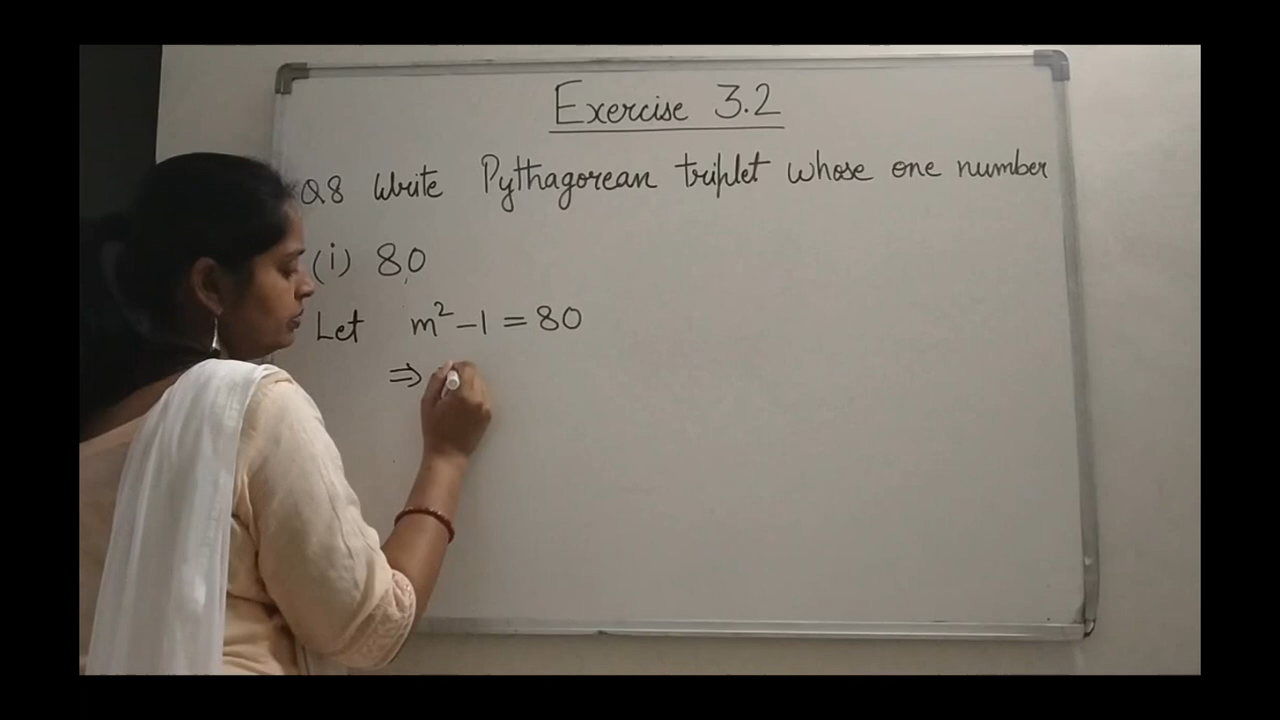 Exercise 3.2
Q8 Write Pythagorean triplet whose one number
(i) 80
Let m²-1=80
⇒